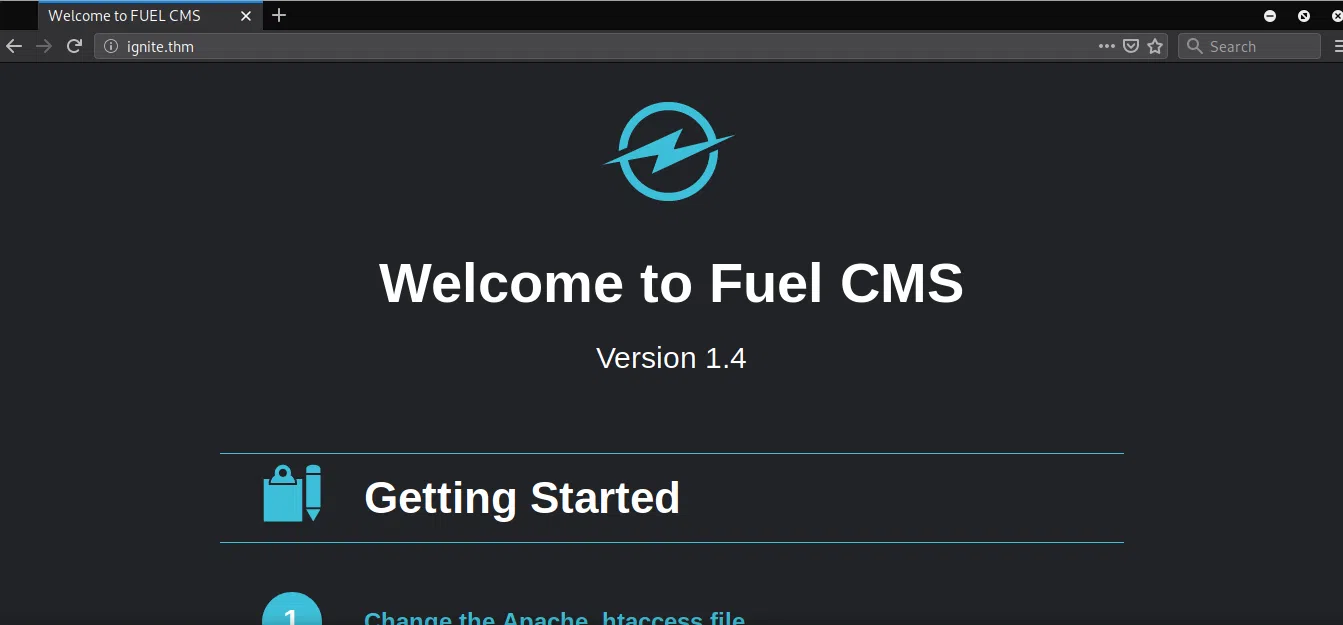 Welcome to FUEL CMS
ignite.thm
Search
Welcome to Fuel CMS
Version 1.4
Getting Started
1
Change the Apache .htaccess file